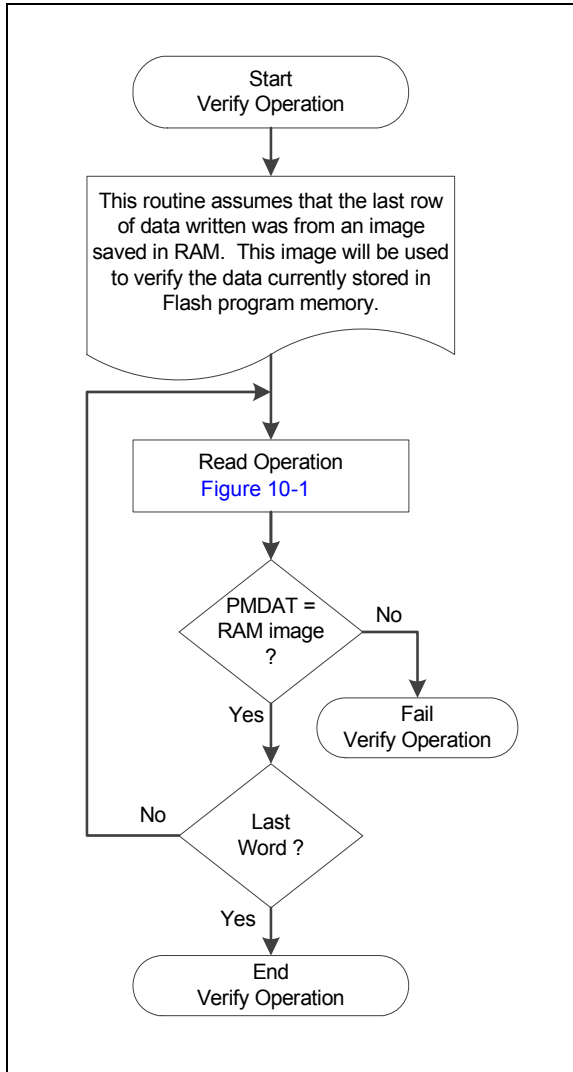 Start
Verify Operation
This routine assumes that the last row
of data written was from an image
saved in RAM. This image will be used
to verify the data currently stored in
Flash program memory.
Read Operation
Figure 10-1
PMDAT =
RAM image
?
No
Yes
Fail
Verify Operation
No
Last
Word ?
Yes
End
Verify Operation